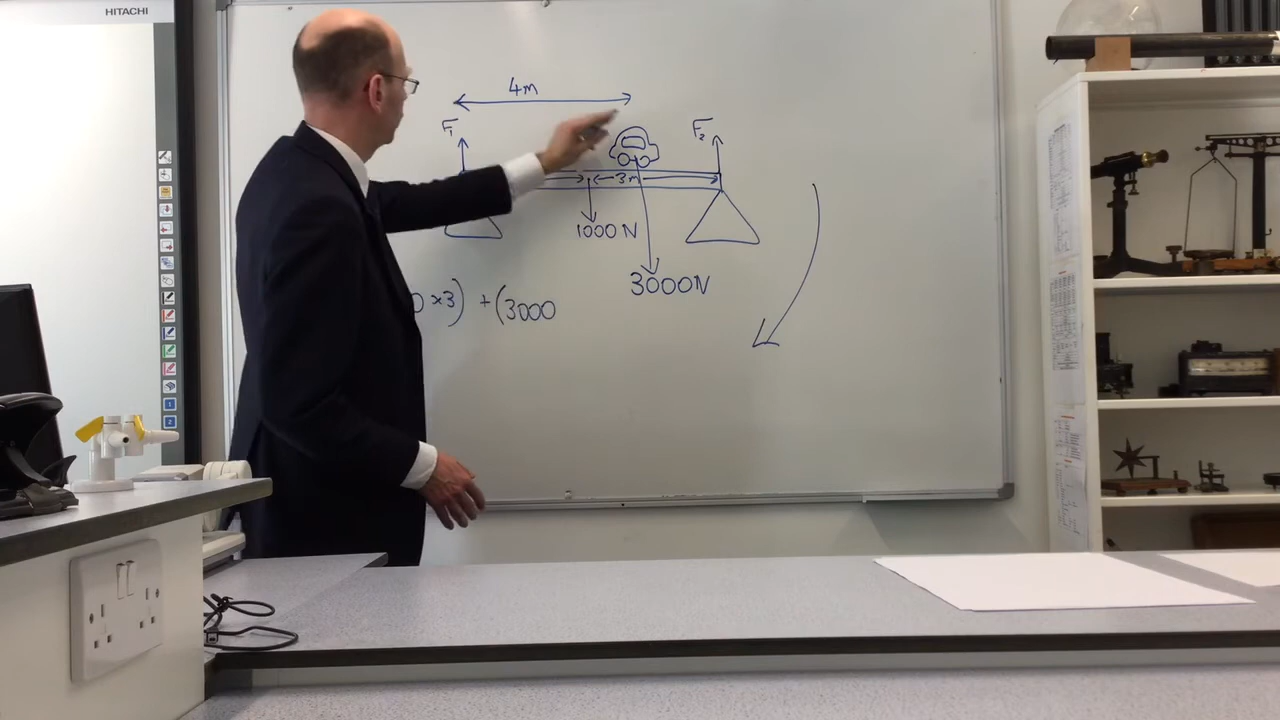 HITACHI
4m
F₁
F₂
3m
1000 N
3000N
0 ×3) + (3000